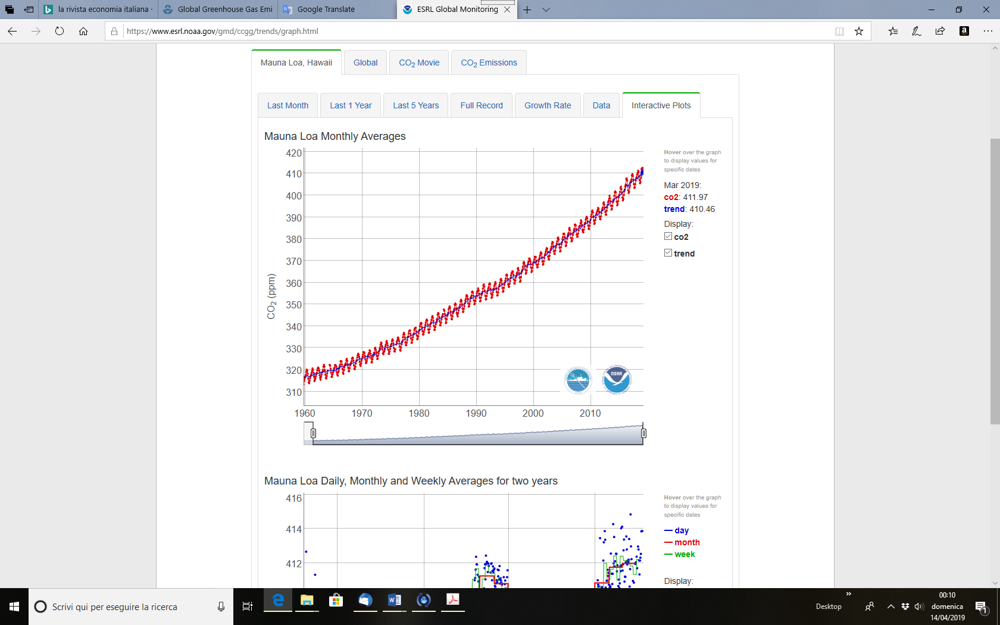 la rivista economia italiana -
Global Greenhouse Gas Emi
Google Translate
ESRL Global Monitoring
https://www.esrl.noaa.gov/gmd/ccgg/trends/graph.html
Mauna Loa, Hawaii
Global
CO2 Movie
CO2 Emissions
Last Month
Last 1 Year
Last 5 Years
Full Record
Growth Rate
Data
Interactive Plots
Mauna Loa Monthly Averages
420
410
400
390
380
370
360
350
340
330
320
310
CO2 (ppm)
1960
1970
1980
1990
2000
2010
NOAA
Hover over the graph
to display values for
specific dates
Mar 2019:
co2: 411.97
trend: 410.46
Display:
co2
trend
Mauna Loa Daily, Monthly and Weekly Averages for two years
416
414
412
Hover over the graph
to display values for
specific dates
day
month
week
Display:
Scrivi qui per eseguire la ricerca
Desktop
00:10
domenica
14/04/2019
1